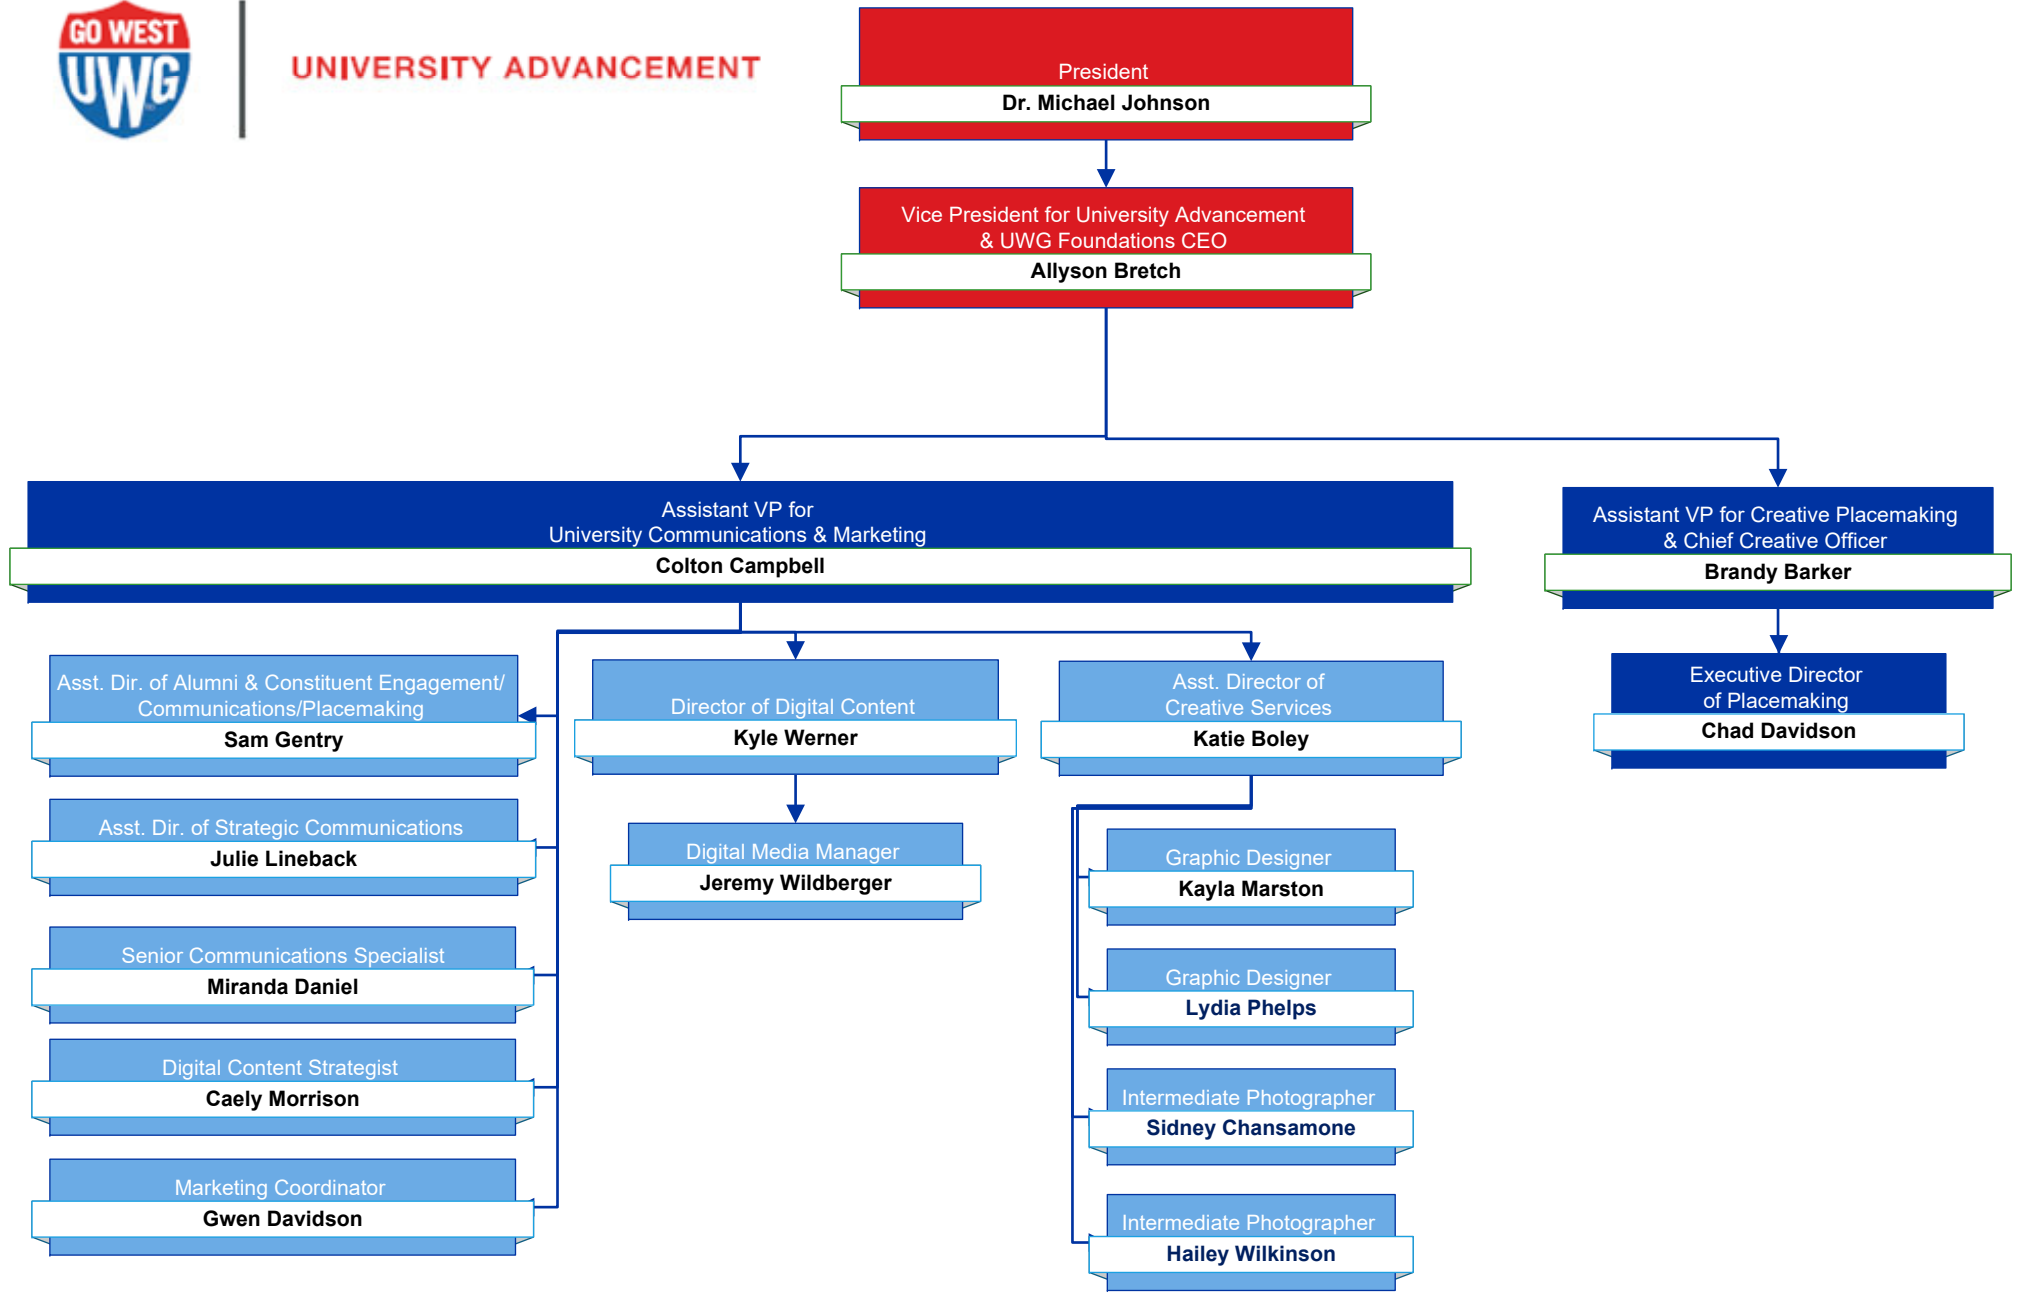 GO WEST
UWG
UNIVERSITY ADVANCEMENT
President
Dr. Michael Johnson
Vice President for University Advancement
& UWG Foundations CEO
Allyson Bretch
Assistant VP for
University Communications & Marketing
Colton Campbell
Assistant VP for Creative Placemaking
& Chief Creative Officer
Brandy Barker
Asst. Dir. of Alumni & Constituent Engagement/
Communications/Placemaking
Sam Gentry
Director of Digital Content
Kyle Werner
Asst. Director of
Creative Services
Katie Boley
Executive Director
of Placemaking
Chad Davidson
Asst. Dir. of Strategic Communications
Julie Lineback
Digital Media Manager
Jeremy Wildberger
Graphic Designer
Kayla Marston
Senior Communications Specialist
Miranda Daniel
Graphic Designer
Lydia Phelps
Digital Content Strategist
Caely Morrison
Intermediate Photographer
Sidney Chansamone
Marketing Coordinator
Gwen Davidson
Intermediate Photographer
Hailey Wilkinson